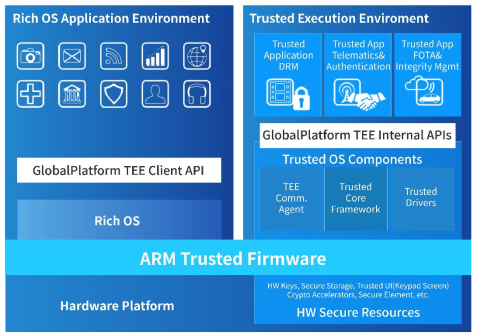 Rich OS Application Environment
GlobalPlatform TEE Client API
Rich OS
Trusted Execution Enviroment
Trusted
Application
DRM
Trusted App
Telematics&
Authentication
Trusted App
FOTA&
Integrity Mgmt
GlobalPlatform TEE Internal APIs
Trusted OS Components
TEE
Comm.
Agent
Trusted
Core
Framework
Trusted
Drivers
ARM Trusted Firmware
Hardware Platform
HW Keys, Secure Storage, Trusted UI(Keypad Screen)
Crypto Accelerators, Secure Element, etc.
HW Secure Resources